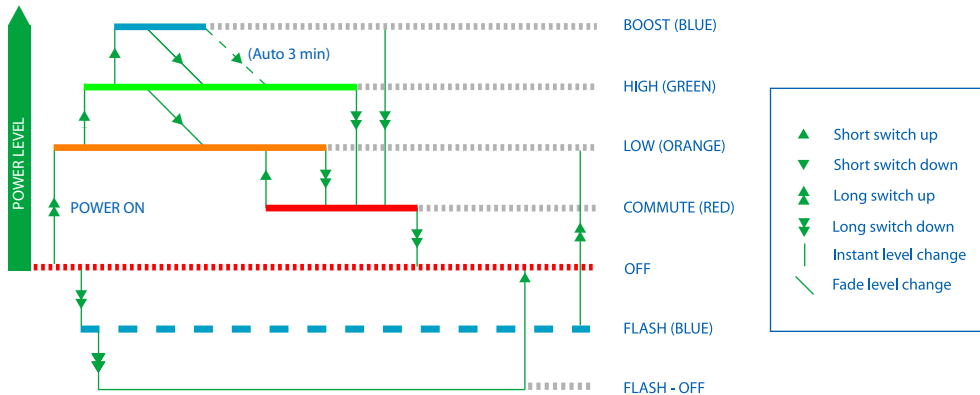 POWER LEVEL
BOOST (BLUE)
(Auto 3 min)
HIGH (GREEN)
LOW (ORANGE)
POWER ON
COMMUTE (RED)
OFF
FLASH (BLUE)
FLASH - OFF
Short switch up
Short switch down
Long switch up
Long switch down
Instant level change
Fade level change